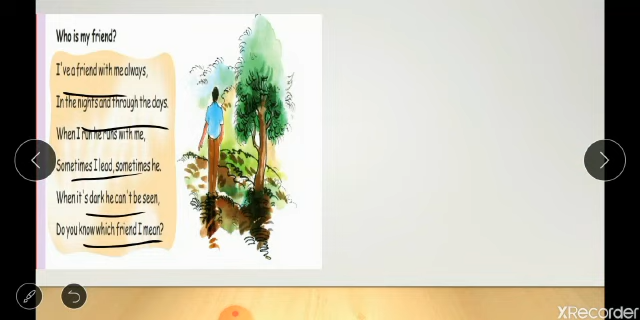 Who is my friend?
I've a friend with me always,
In the nights and through the days.
When I run he runs with me,
Sometimes I lead, sometimes he.
When it's dark he can't be seen,
Do you know which friend I mean?
XRecorder